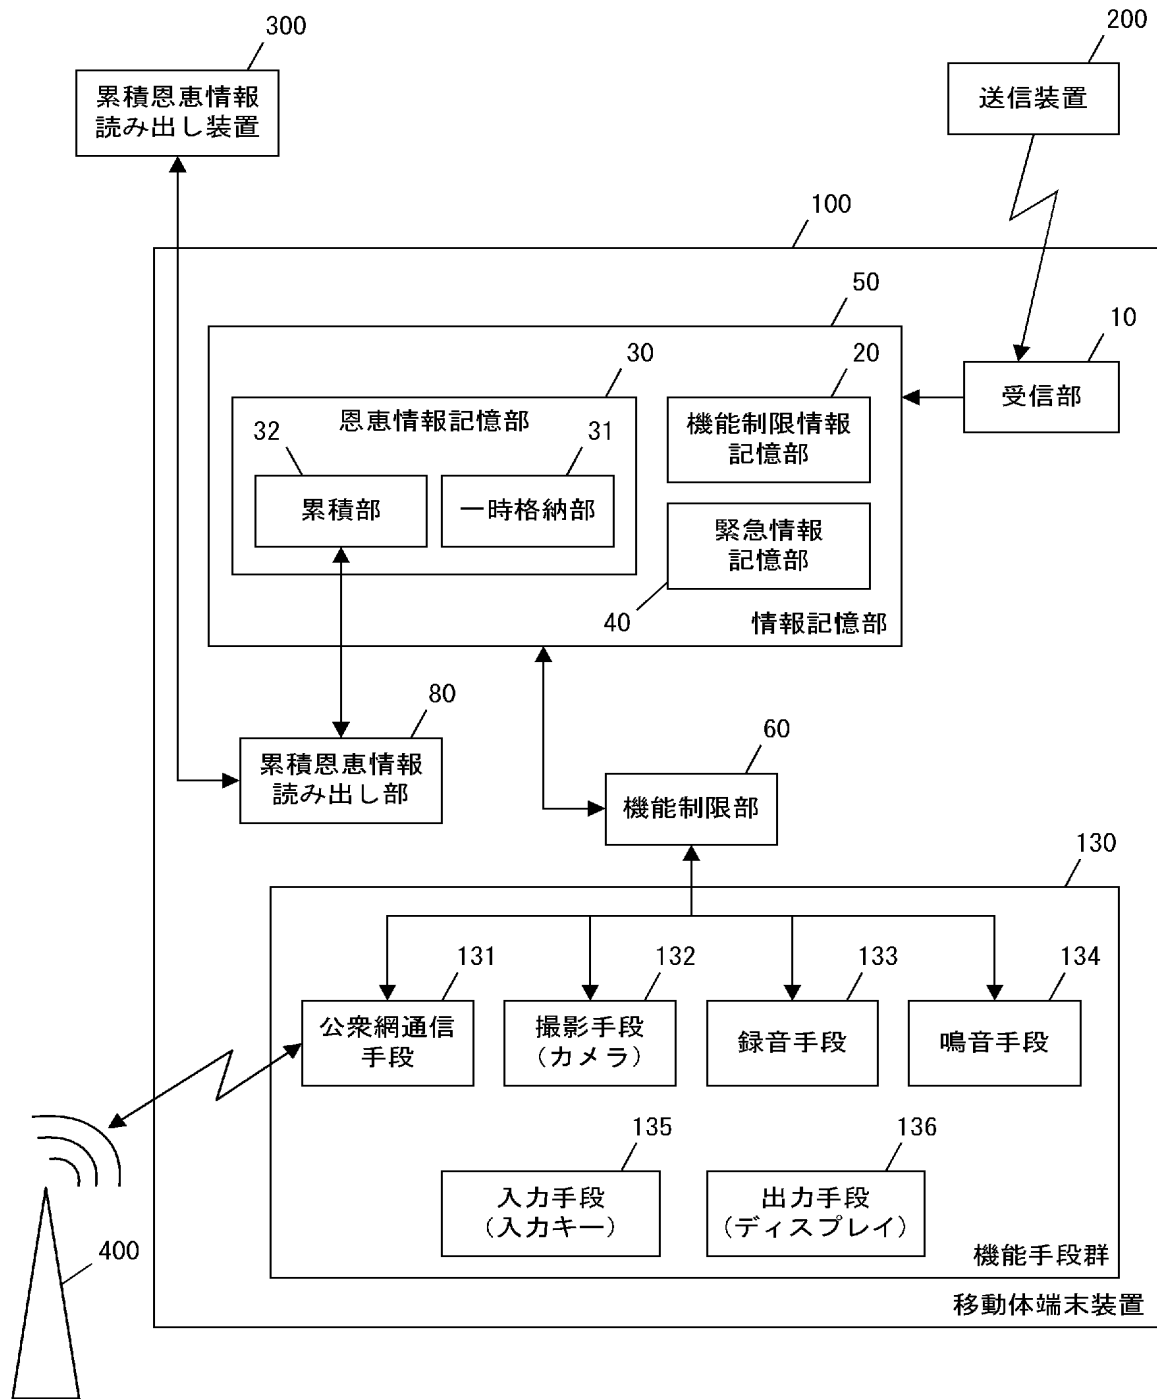 300
累積恩恵情報
読み出し装置
200
送信装置
100
50
10
受信部
30
恩恵情報記憶部
32
累積部
31
一時格納部
20
機能制限情報
記憶部
緊急情報
記憶部
40
情報記憶部
80
累積恩恵情報
読み出し部
60
機能制限部
130
131
公衆網通信
手段
132
撮影手段
(カメラ)
133
録音手段
134
鳴音手段
135
入力手段
(入力キー)
136
出力手段
(ディスプレイ)
機能手段群
移動体端末装置
400